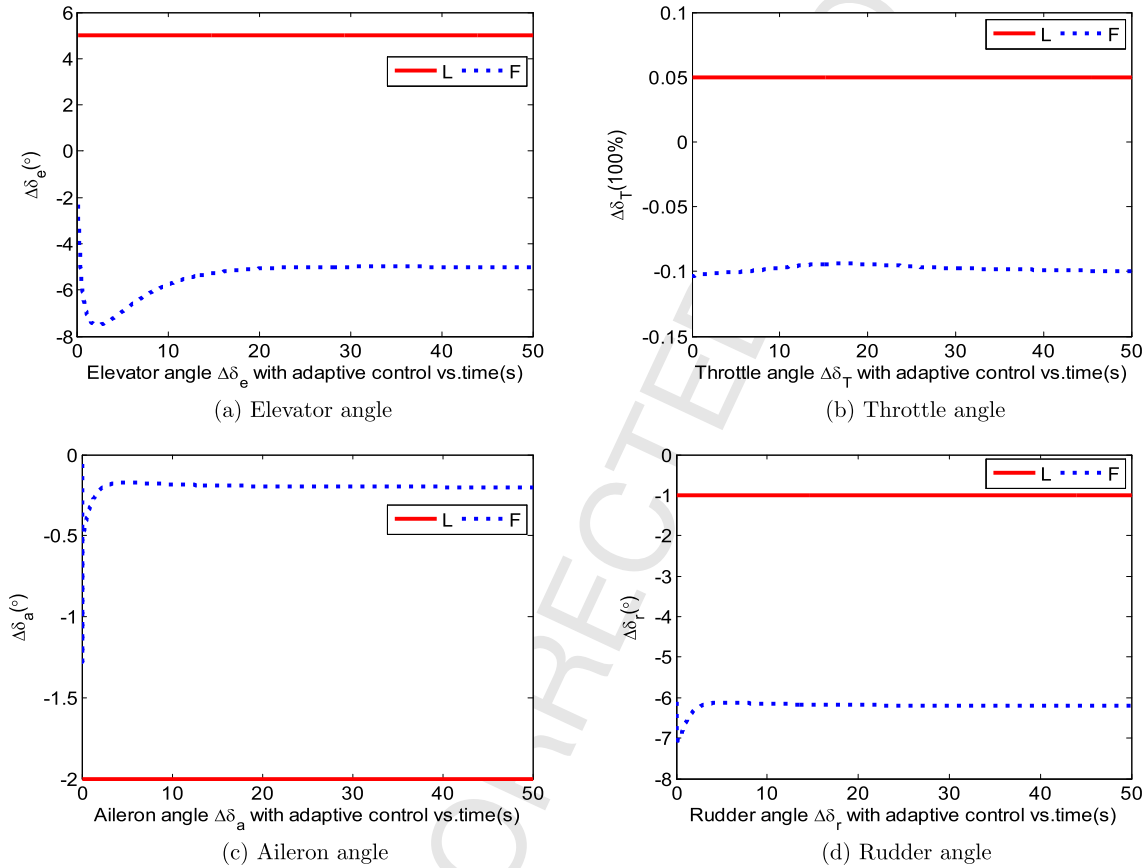 6
4
2
0
-2
-4
-6
-8
Δδe(°)
L F
0 10 20 30 40 50
Elevator angle Δδe with adaptive control vs.time(s)
(a) Elevator angle
0.1
0.05
0
-0.05
-0.1
-0.15
ΔδT(100%)
L F
0 10 20 30 40 50
Throttle angle ΔδT with adaptive control vs.time(s)
(b) Throttle angle
0
-0.5
-1
-1.5
-2
Δδa(°)
L F
0 10 20 30 40 50
Aileron angle Δδa with adaptive control vs.time(s)
(c) Aileron angle
0
-1
-2
-3
-4
-5
-6
-7
-8
Δδr(°)
L F
0 10 20 30 40 50
Rudder angle Δδr with adaptive control vs.time(s)
(d) Rudder angle
ORRECTED